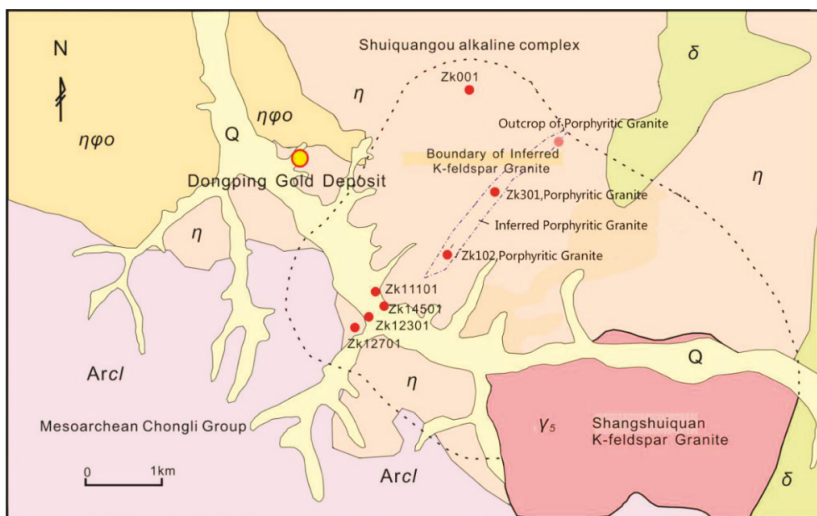 Shuiquangou alkaline complex
N
δ
η
Zk001
ηφο
Q
Outcrop of Porphyritic Granite
ηφο
Boundary of Inferred
K-feldspar Granite
η
Dongping Gold Deposit
Zk301,Porphyritic Granite
η
Inferred Porphyritic Granite
Zk102,Porphyritic Granite
Zk11101
Zk14501
Zk12301
Zk12701
Q
Arcl
η
Mesoarchean Chongli Group
γ5
Shangshuiquan
K-feldspar Granite
0 1km
Arcl
δ